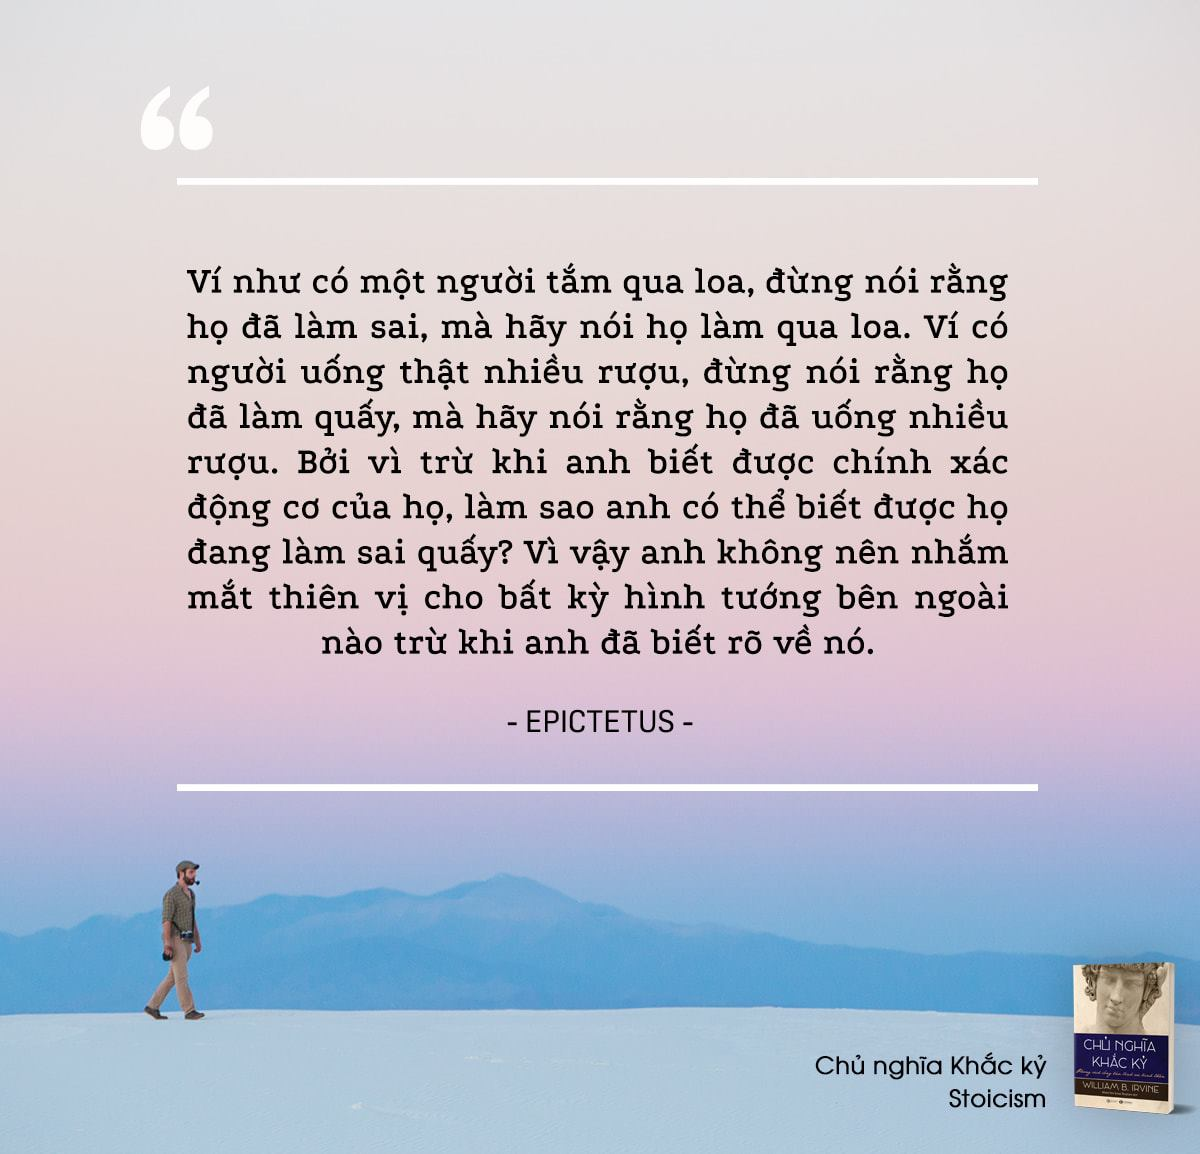 “
Ví như có một người tắm qua loa, đừng nói rằng
họ đã làm sai, mà hãy nói họ làm qua loa. Ví có
người uống thật nhiều rượu, đừng nói rằng họ
đã làm quấy, mà hãy nói rằng họ đã uống nhiều
rượu. Bởi vì trừ khi anh biết được chính xác
động cơ của họ, làm sao anh có thể biết được họ
đang làm sai quấy? Vì vậy anh không nên nhắm
mắt thiên vị cho bất kỳ hình tướng bên ngoài
nào trừ khi anh đã biết rõ về nó.
- EPICTETUS -
Chủ nghĩa Khắc kỷ
Stoicism
CHỦ NGHĨA
KHẮC KỶ
WILLIAM B. IRVINE